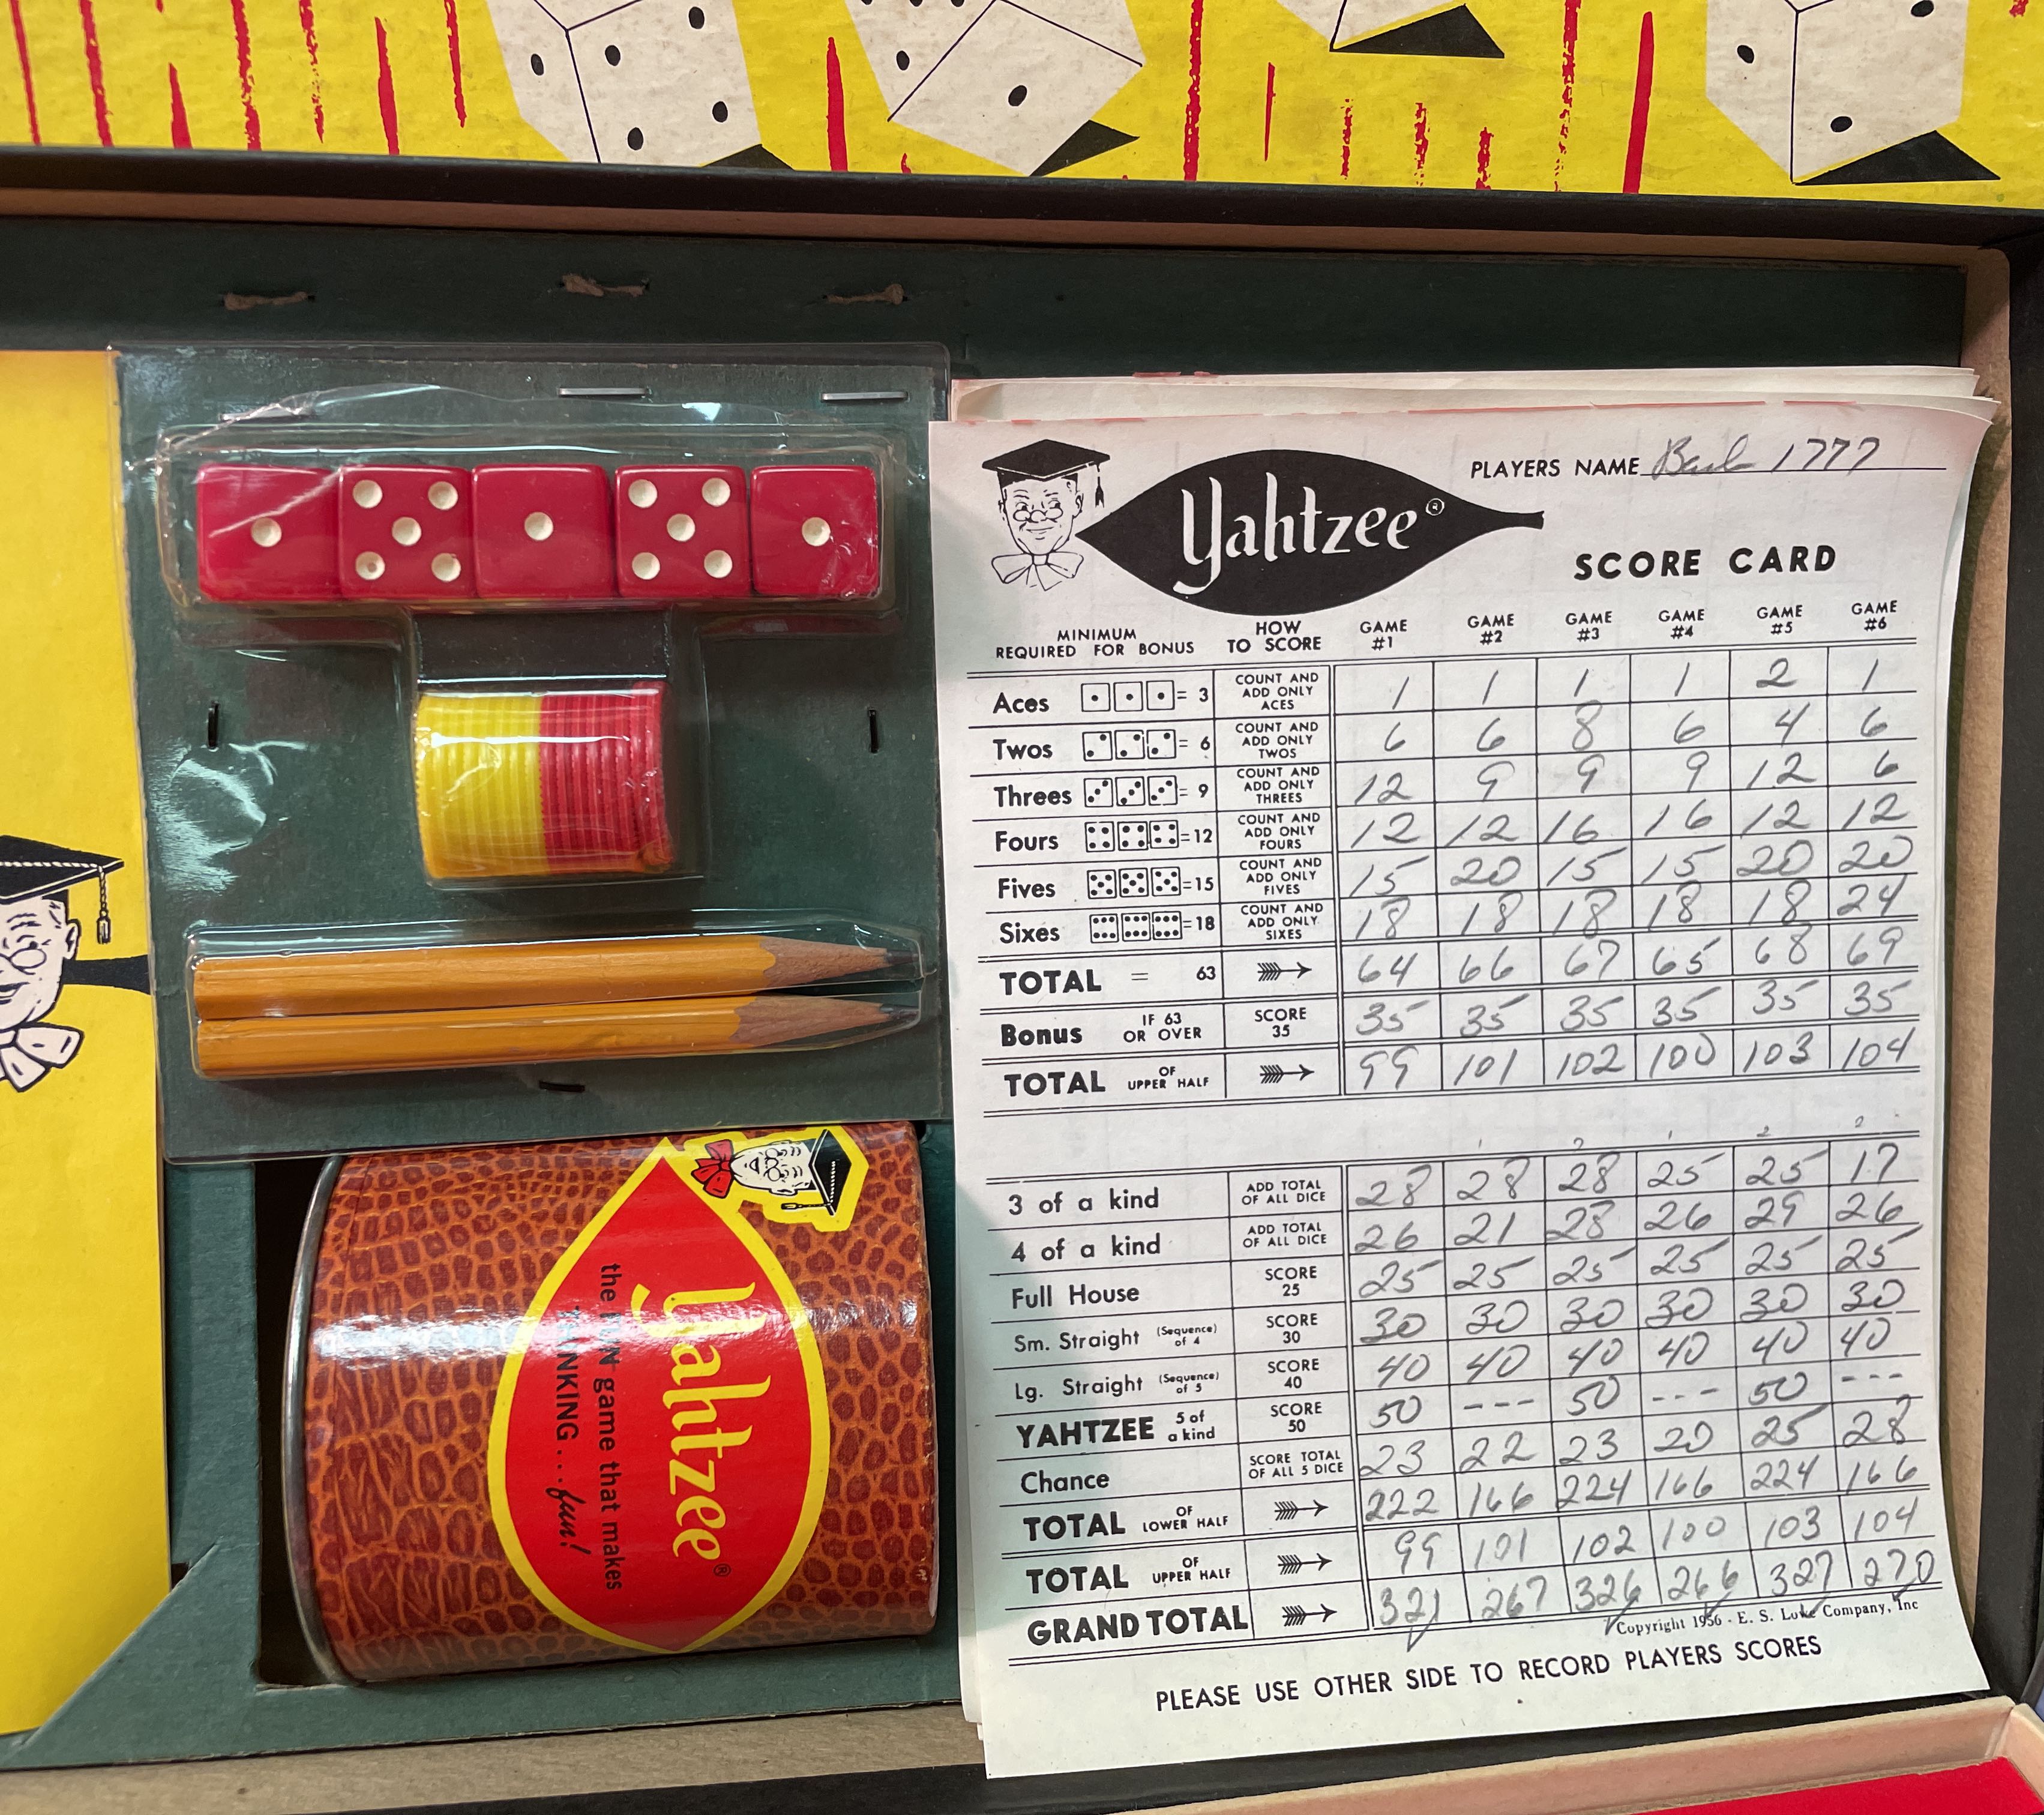 PLAYERS NAME 1777
Yahtzee®
SCORE CARD
MINIMUM REQUIRED FOR BONUS HOW TO SCORE GAME #1 GAME #2 GAME #3 GAME #4 GAME #5 GAME #6
Aces = 3 COUNT AND ADD ONLY ACES 1 1 1 1 2 1
Twos = 6 COUNT AND ADD ONLY TWOS 6 6 8 6 4 6
Threes = 9 COUNT AND ADD ONLY THREES 12 9 9 9 12 6
Fours =12 COUNT AND ADD ONLY FOURS 12 12 16 16 12 12
Fives =15 COUNT AND ADD ONLY FIVES 15 20 15 15 20 20
Sixes =18 COUNT AND ADD ONLY SIXES 18 18 18 18 18 24
TOTAL = 63 64 66 67 65 68 69
Bonus IF 63 OR OVER SCORE 35 35 35 35 35 35 35
TOTAL OF UPPER HALF 99 101 102 100 103 104
3 of a kind ADD TOTAL OF ALL DICE 28 28 28 25 25 17
4 of a kind ADD TOTAL OF ALL DICE 26 21 28 26 29 26
Full House SCORE 25 25 25 25 25 25 25
Sm. Straight (Sequence) of 4 SCORE 30 30 30 30 30 30 30
Lg. Straight (Sequence) of 5 SCORE 40 40 40 40 40 40 40
YAHTZEE 5 of a kind SCORE 50 50 --- 50 --- 50 ---
Chance SCORE TOTAL OF ALL 5 DICE 23 22 23 20 25 28
TOTAL OF LOWER HALF 222 166 224 166 224 166
TOTAL OF UPPER HALF 99 101 102 100 103 104
GRAND TOTAL 321 267 326 266 327 270
Copyright 1956 · E. S. Lowe Company, Inc
PLEASE USE OTHER SIDE TO RECORD PLAYERS SCORES
Yahtzee®
the FUN game that makes
THINKING...fun!